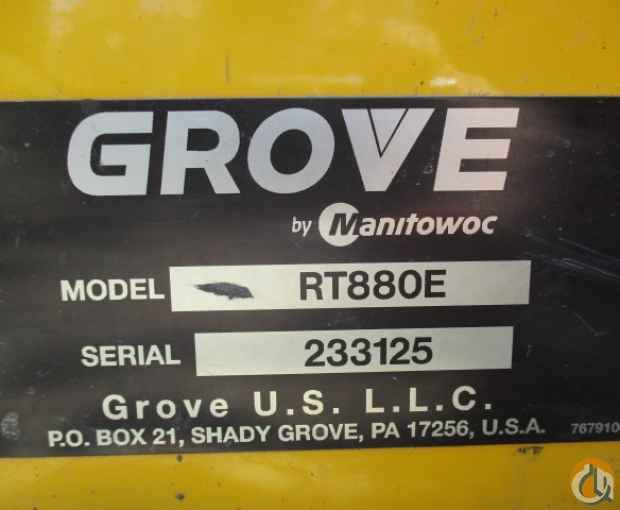 GROVE
by Manitowoc
MODEL RT880E
SERIAL 233125
Grove U.S. L.L.C.
P.O. BOX 21, SHADY GROVE, PA 17256, U.S.A.